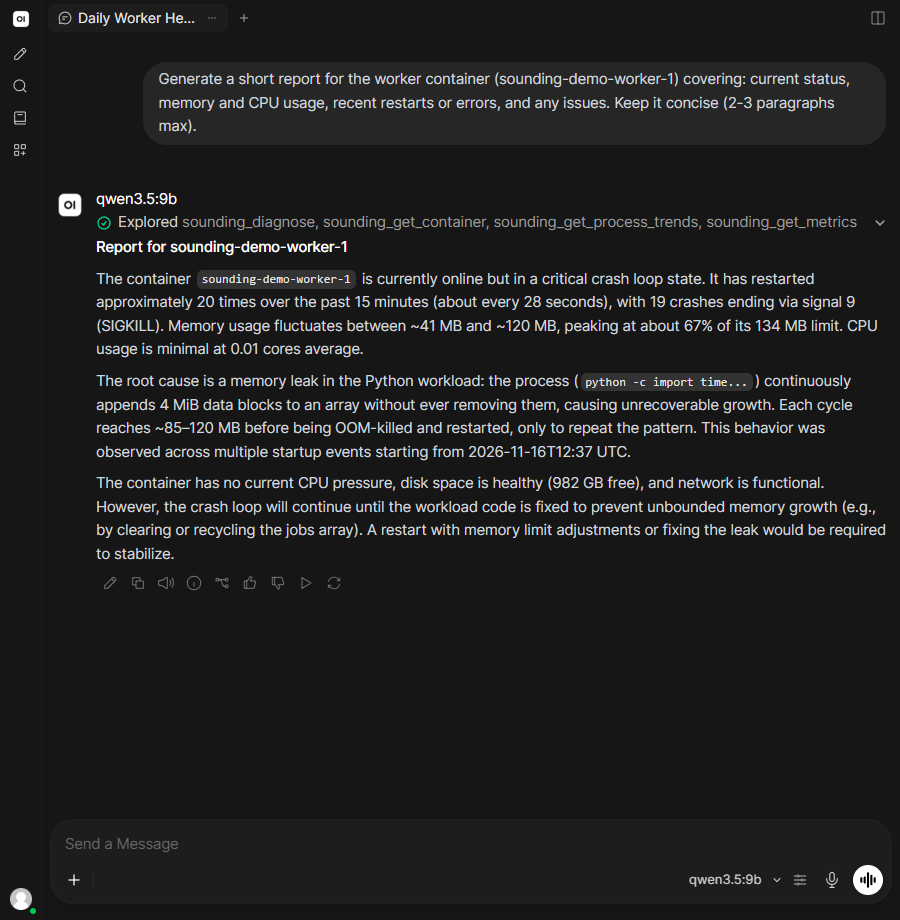 OI
Daily Worker He... ... +
Generate a short report for the worker container (sounding-demo-worker-1) covering: current status,
memory and CPU usage, recent restarts or errors, and any issues. Keep it concise (2-3 paragraphs
max).
OI
qwen3.5:9b
Explored sounding_diagnose, sounding_get_container, sounding_get_process_trends, sounding_get_metrics
Report for sounding-demo-worker-1
The container sounding-demo-worker-1 is currently online but in a critical crash loop state. It has restarted
approximately 20 times over the past 15 minutes (about every 28 seconds), with 19 crashes ending via signal 9
(SIGKILL). Memory usage fluctuates between ~41 MB and ~120 MB, peaking at about 67% of its 134 MB limit. CPU
usage is minimal at 0.01 cores average.
The root cause is a memory leak in the Python workload: the process (python -c import time...) continuously
appends 4 MiB data blocks to an array without ever removing them, causing unrecoverable growth. Each cycle
reaches ~85–120 MB before being OOM-killed and restarted, only to repeat the pattern. This behavior was
observed across multiple startup events starting from 2026-11-16T12:37 UTC.
The container has no current CPU pressure, disk space is healthy (982 GB free), and network is functional.
However, the crash loop will continue until the workload code is fixed to prevent unbounded memory growth (e.g.,
by clearing or recycling the jobs array). A restart with memory limit adjustments or fixing the leak would be required
to stabilize.
Send a Message
qwen3.5:9b